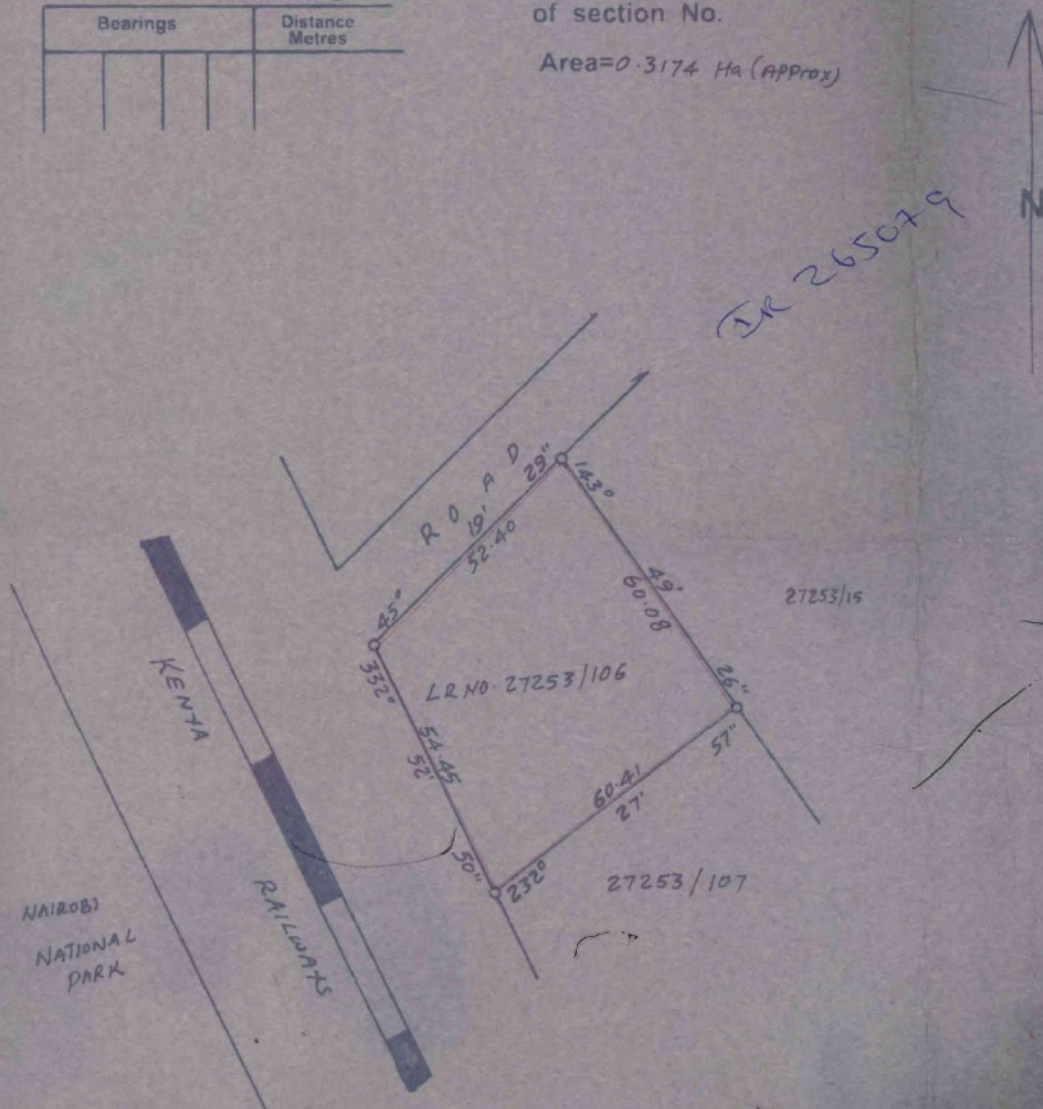 Bearings
Distance
Metres
of section No.
Area=0.3174 Ha (APProx)
N
IR 265079
ROAD
45° 19' 29"
52.40
143° 49' 26"
60.08
27253/15
LR NO. 27253/106
332° 52' 50"
54.45
60.41
232° 27' 57"
27253/107
KENYA
RAILWAYS
NAIROBI
NATIONAL
PARK